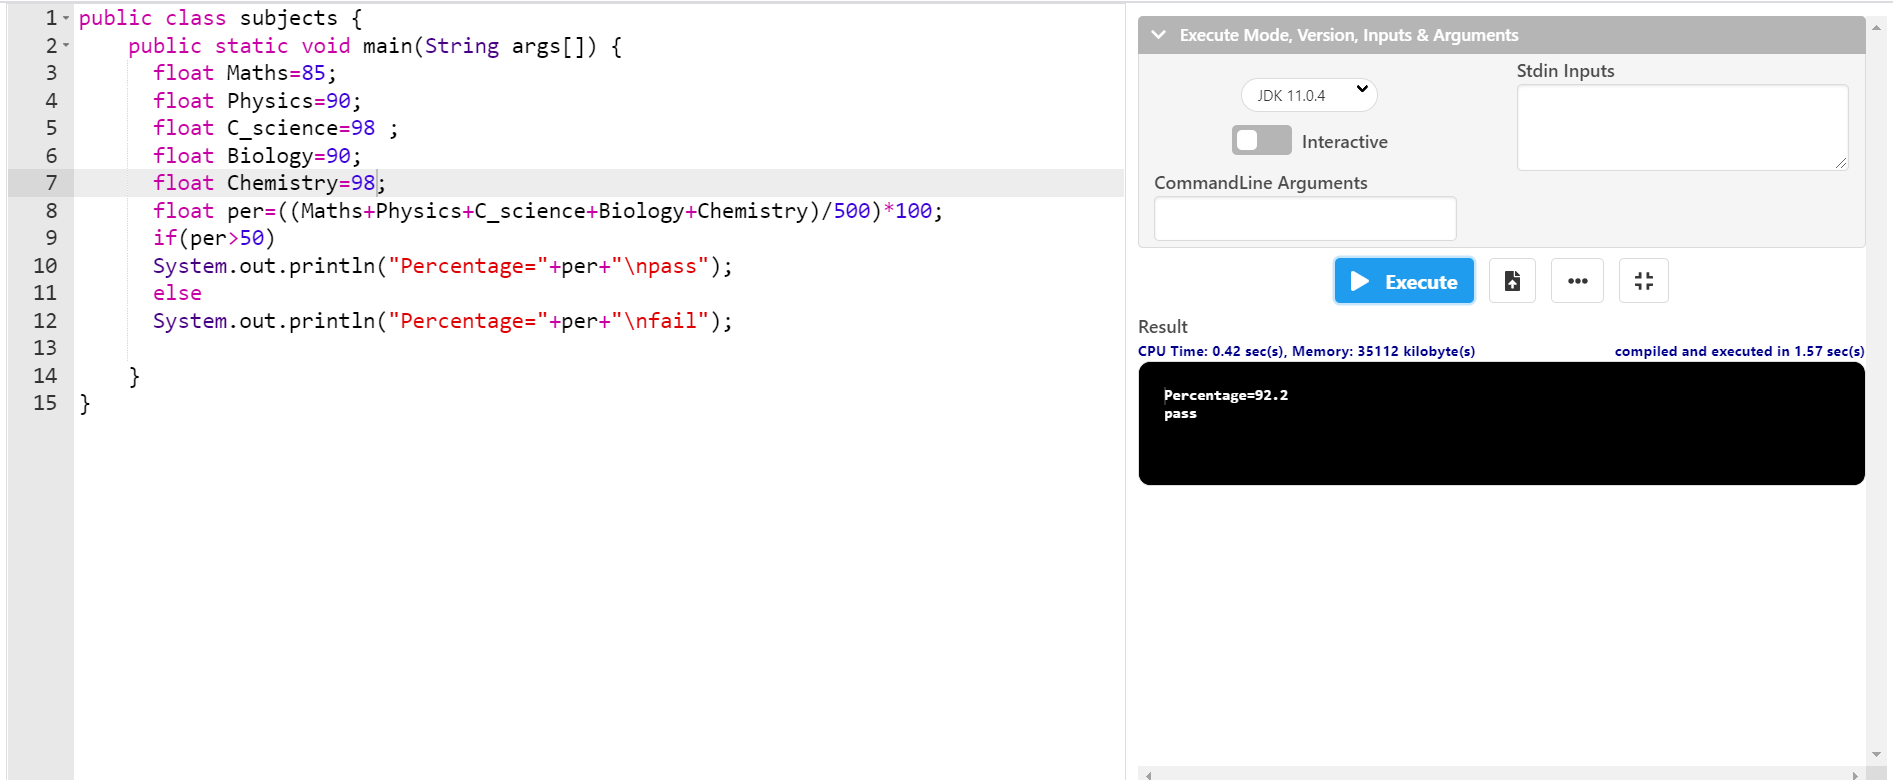 1 public class subjects {
2     public static void main(String args[]) {
3       float Maths=85;
4       float Physics=90;
5       float C_science=98 ;
6       float Biology=90;
7       float Chemistry=98;
8       float per=((Maths+Physics+C_science+Biology+Chemistry)/500)*100;
9       if(per>50)
10      System.out.println("Percentage="+per+"\npass");
11      else
12      System.out.println("Percentage="+per+"\nfail");
13
14    }
15 }
Execute Mode, Version, Inputs & Arguments
JDK 11.0.4
Interactive
Stdin Inputs
CommandLine Arguments
Execute
Result
CPU Time: 0.42 sec(s), Memory: 35112 kilobyte(s)
compiled and executed in 1.57 sec(s)
Percentage=92.2
pass